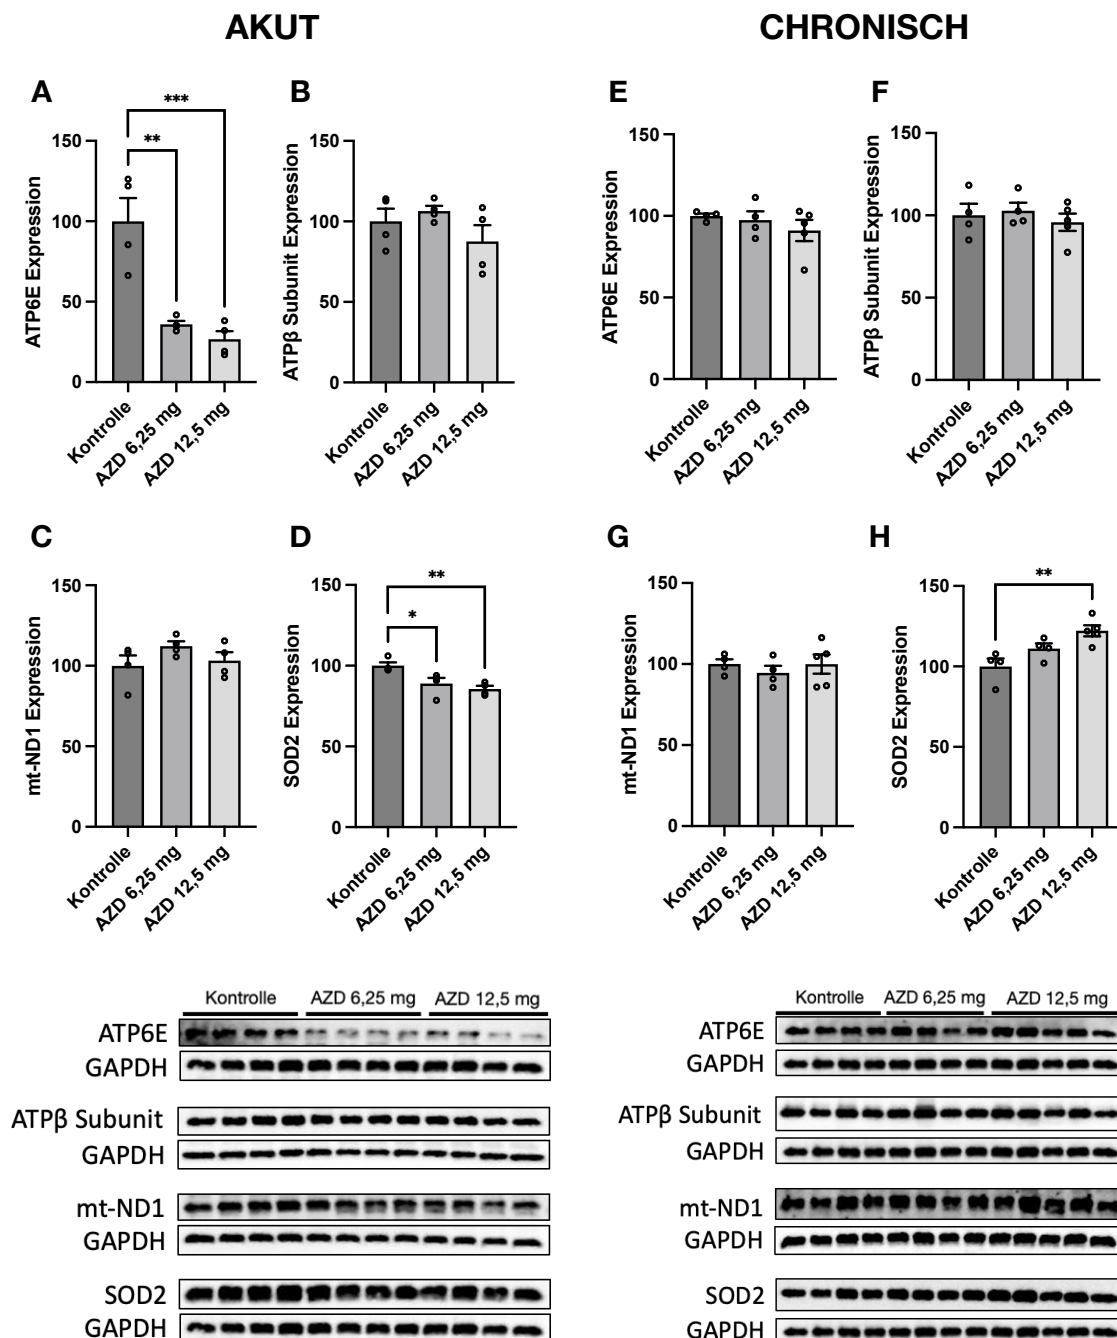 AKUT
CHRONISCH
A
B
E
F
***
**
150
100
50
0
ATP6E Expression
Kontrolle
AZD 6,25 mg
AZD 12,5 mg
150
100
50
0
ATPβ Subunit Expression
Kontrolle
AZD 6,25 mg
AZD 12,5 mg
150
100
50
0
ATP6E Expression
Kontrolle
AZD 6,25 mg
AZD 12,5 mg
150
100
50
0
ATPβ Subunit Expression
Kontrolle
AZD 6,25 mg
AZD 12,5 mg
C
D
G
H
150
100
50
0
mt-ND1 Expression
Kontrolle
AZD 6,25 mg
AZD 12,5 mg
**
*
150
100
50
0
SOD2 Expression
Kontrolle
AZD 6,25 mg
AZD 12,5 mg
150
100
50
0
mt-ND1 Expression
Kontrolle
AZD 6,25 mg
AZD 12,5 mg
**
150
100
50
0
SOD2 Expression
Kontrolle
AZD 6,25 mg
AZD 12,5 mg
Kontrolle AZD 6,25 mg AZD 12,5 mg
ATP6E
GAPDH
ATPβ Subunit
GAPDH
mt-ND1
GAPDH
SOD2
GAPDH
Kontrolle AZD 6,25 mg AZD 12,5 mg
ATP6E
GAPDH
ATPβ Subunit
GAPDH
mt-ND1
GAPDH
SOD2
GAPDH